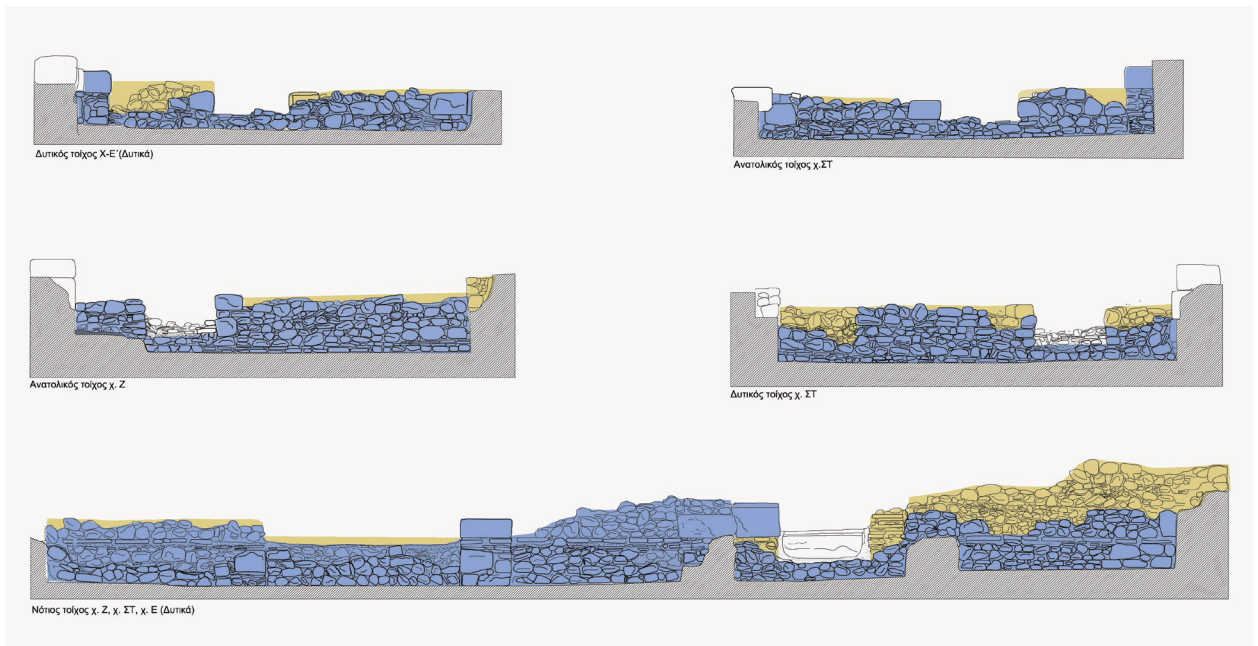 Δυτικός τοίχος Χ-Ε΄(Δυτικά)
Ανατολικός τοίχος χ.ΣΤ
Ανατολικός τοίχος χ. Ζ
Δυτικός τοίχος χ. ΣΤ
Νότιος τοίχος χ. Ζ, χ. ΣΤ, χ. Ε (Δυτικά)